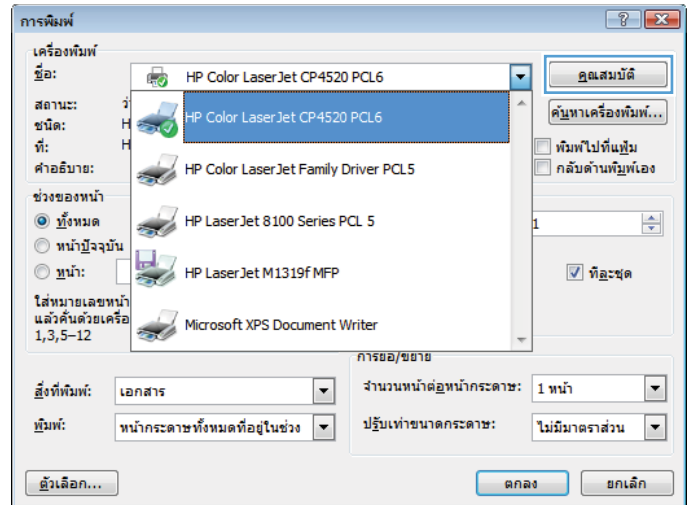 การพิมพ์
เครื่องพิมพ์
ชื่อ:
HP Color LaserJet CP4520 PCL6
คุณสมบัติ
สถานะ:
ว่
HP Color LaserJet CP4520 PCL6
ค้นหาเครื่องพิมพ์...
ชนิด:
H
ที่:
H
พิมพ์ไปที่แฟ้ม
คำอธิบาย:
HP Color LaserJet Family Driver PCL5
กลับด้านพิมพ์เอง
ช่วงของหน้า
ทั้งหมด
HP LaserJet 8100 Series PCL 5
1
หน้าปัจจุบัน
หน้า:
HP LaserJet M1319f MFP
ทีละชุด
ใส่หมายเลขหน้า
แล้วคั่นด้วยเครื่อ
1,3,5–12
Microsoft XPS Document Writer
การย่อ/ขยาย
สิ่งที่พิมพ์:
เอกสาร
จำนวนหน้าต่อหน้ากระดาษ:
1 หน้า
พิมพ์:
หน้ากระดาษทั้งหมดที่อยู่ในช่วง
ปรับเท่าขนาดกระดาษ:
ไม่มีมาตราส่วน
ตัวเลือก...
ตกลง
ยกเลิก